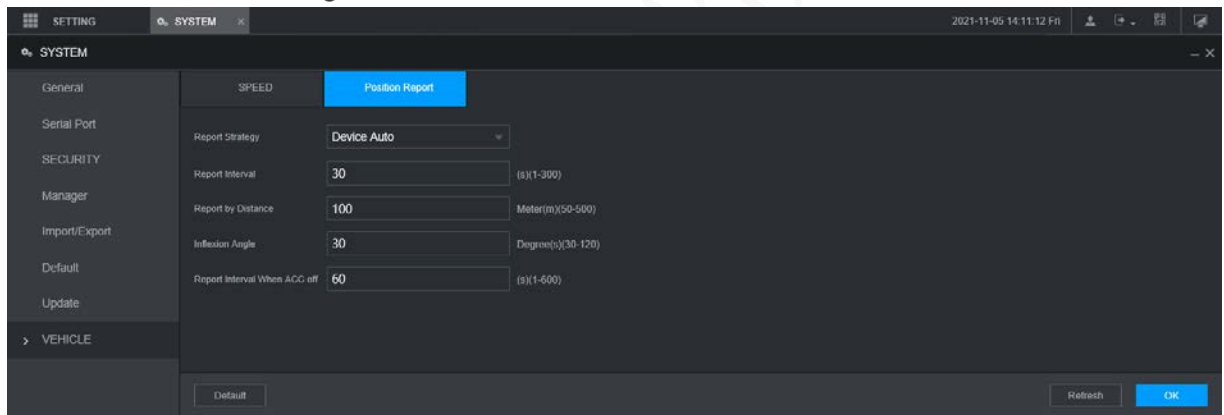 SETTING SYSTEM × 2021-11-05 14:11:12 Fri
SYSTEM
General SPEED Position Report
Serial Port Report Strategy Device Auto
SECURITY Report Interval 30 (s)(1-300)
Manager Report by Distance 100 Meter(m)(50-500)
Import/Export Inflexion Angle 30 Degree(s)(30-120)
Default Report Interval When ACC off 60 (s)(1-600)
Update
> VEHICLE
Default Refresh OK